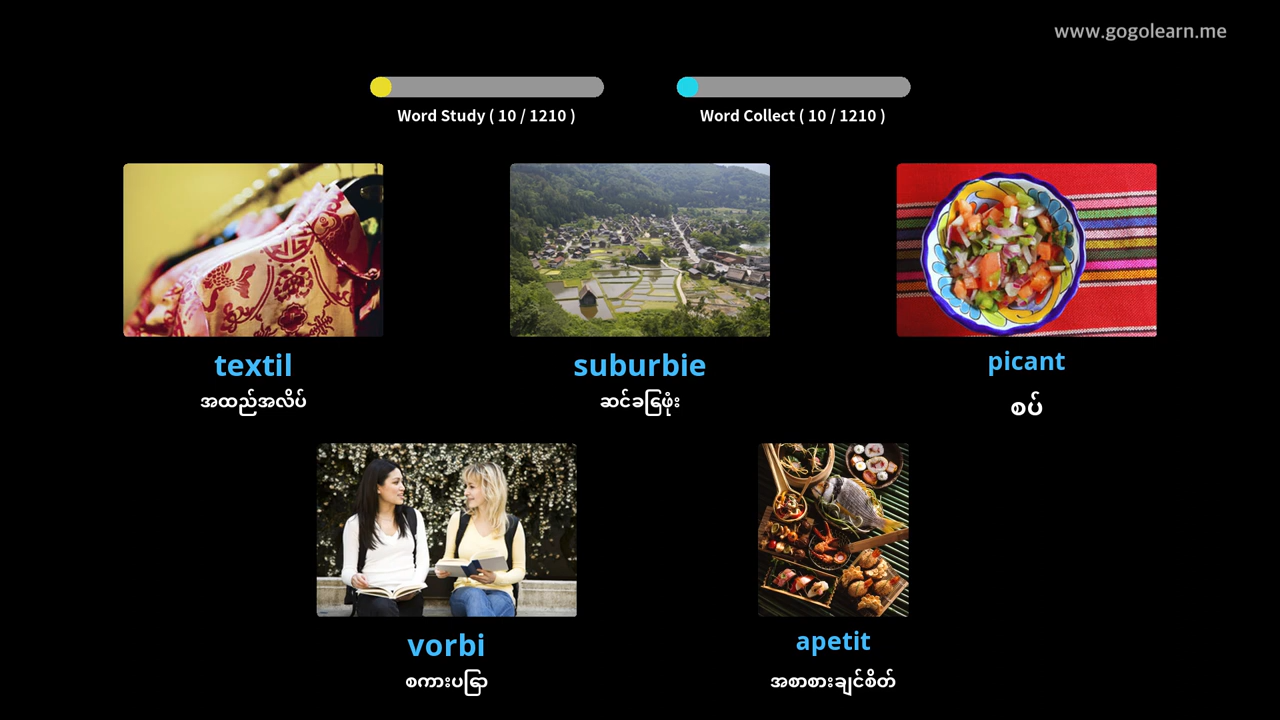 www.gogolearn.me
Word Study ( 10 / 1210 )
Word Collect ( 10 / 1210 )
textil
suburbie
picant
အထည်အလိပ်
ဆင်ခြေဖုံး
စပ်
vorbi
apetit
စကားပြော
အစာစားချင်စိတ်